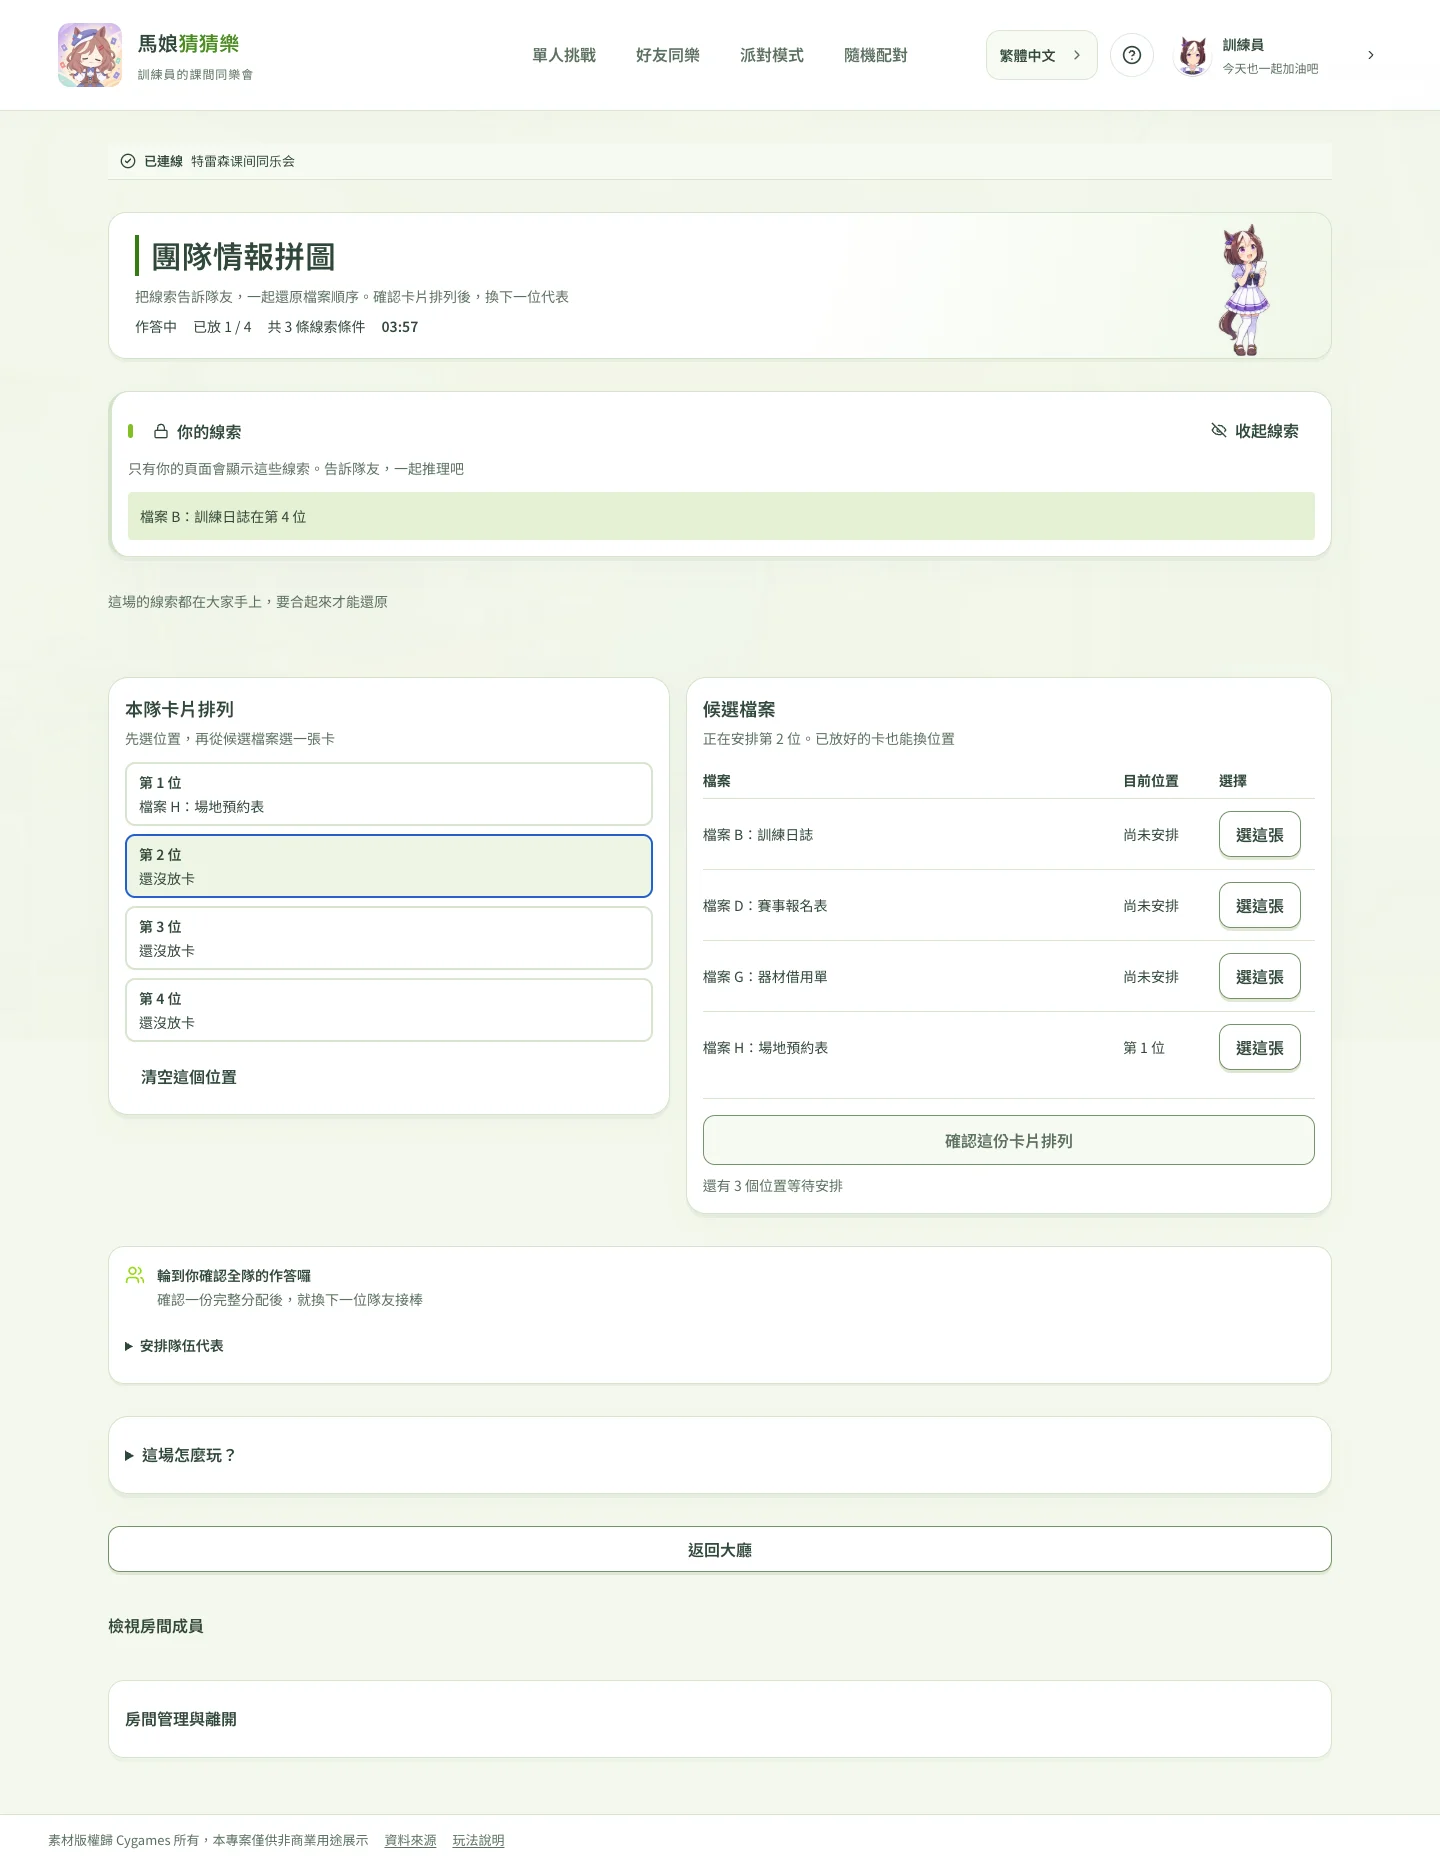 馬娘猜猜樂
訓練員的課間同樂會
單人挑戰
好友同樂
派對模式
隨機配對
繁體中文
訓練員
今天也一起加油吧
已連線 特雷森课间同乐会
團隊情報拼圖
把線索告訴隊友，一起還原檔案順序。確認卡片排列後，換下一位代表
作答中 已放 1 / 4 共 3 條線索條件 03:57
你的線索
收起線索
只有你的頁面會顯示這些線索。告訴隊友，一起推理吧
檔案 B：訓練日誌在第 4 位
這場的線索都在大家手上，要合起來才能還原
本隊卡片排列
先選位置，再從候選檔案選一張卡
第 1 位
檔案 H：場地預約表
第 2 位
還沒放卡
第 3 位
還沒放卡
第 4 位
還沒放卡
清空這個位置
候選檔案
正在安排第 2 位。已放好的卡也能換位置
檔案 目前位置 選擇
檔案 B：訓練日誌 尚未安排 選這張
檔案 D：賽事報名表 尚未安排 選這張
檔案 G：器材借用單 尚未安排 選這張
檔案 H：場地預約表 第 1 位 選這張
確認這份卡片排列
還有 3 個位置等待安排
輪到你確認全隊的作答囉
確認一份完整分配後，就換下一位隊友接棒
安排隊伍代表
這場怎麼玩？
返回大廳
檢視房間成員
房間管理與離開
素材版權歸 Cygames 所有，本專案僅供非商業用途展示 資料來源 玩法說明